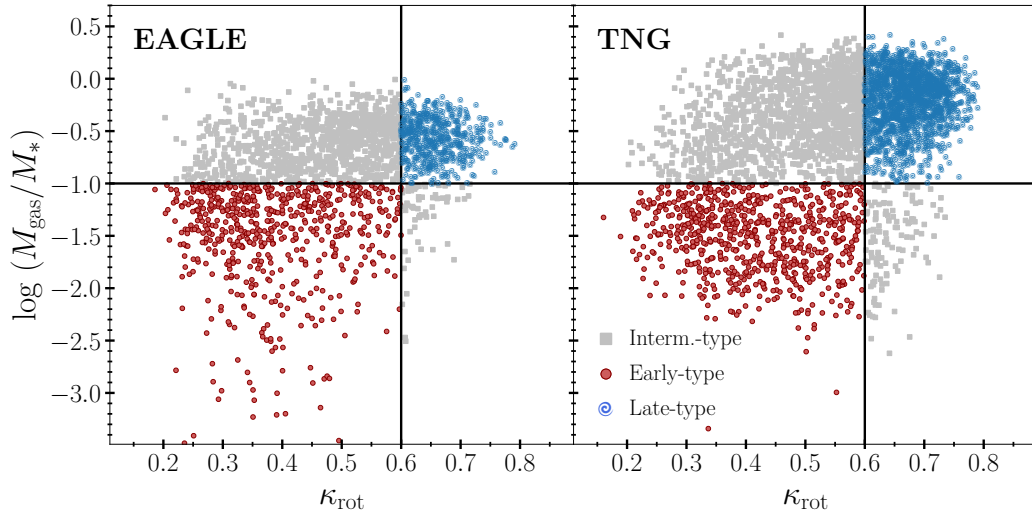 EAGLE
TNG
0.5
0.0
−0.5
−1.0
−1.5
−2.0
−2.5
−3.0
log (M_gas/M_*)
Interm.-type
Early-type
Late-type
0.2 0.3 0.4 0.5 0.6 0.7 0.8
0.2 0.3 0.4 0.5 0.6 0.7 0.8
κ_rot
κ_rot